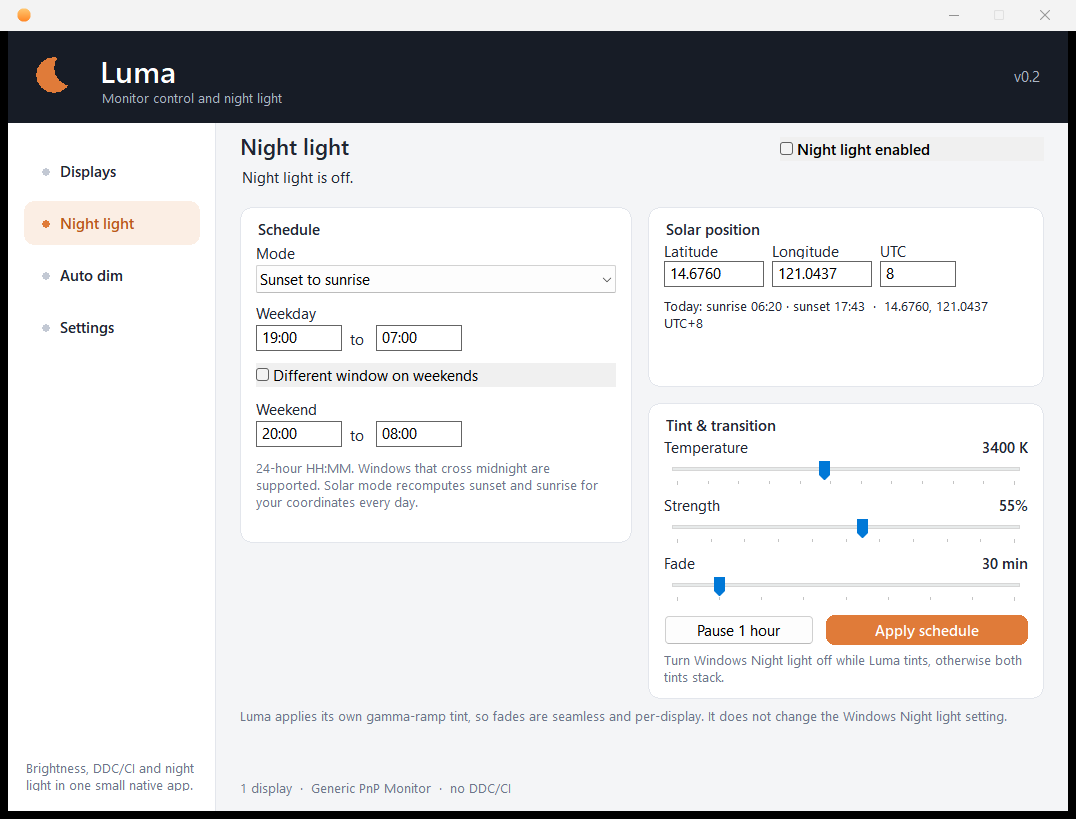 Luma
Monitor control and night light
v0.2
Displays
Night light
Auto dim
Settings
Brightness, DDC/CI and night
light in one small native app.
Night light
Night light is off.
Night light enabled
Schedule
Mode
Sunset to sunrise
Weekday
19:00 to 07:00
Different window on weekends
Weekend
20:00 to 08:00
24-hour HH:MM. Windows that cross midnight are
supported. Solar mode recomputes sunset and sunrise for
your coordinates every day.
Solar position
Latitude Longitude UTC
14.6760 121.0437 8
Today: sunrise 06:20 · sunset 17:43 · 14.6760, 121.0437
UTC+8
Tint & transition
Temperature 3400 K
Strength 55%
Fade 30 min
Pause 1 hour Apply schedule
Turn Windows Night light off while Luma tints, otherwise both
tints stack.
Luma applies its own gamma-ramp tint, so fades are seamless and per-display. It does not change the Windows Night light setting.
1 display · Generic PnP Monitor · no DDC/CI